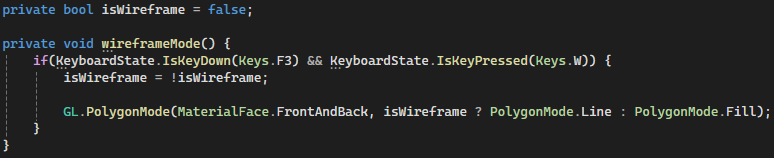 private bool isWireframe = false;
private void wireframeMode() {
if(KeyboardState.IsKeyDown(Keys.F3) && KeyboardState.IsKeyPressed(Keys.W)) {
isWireframe = !isWireframe;
GL.PolygonMode(MaterialFace.FrontAndBack, isWireframe ? PolygonMode.Line : PolygonMode.Fill);
}
}